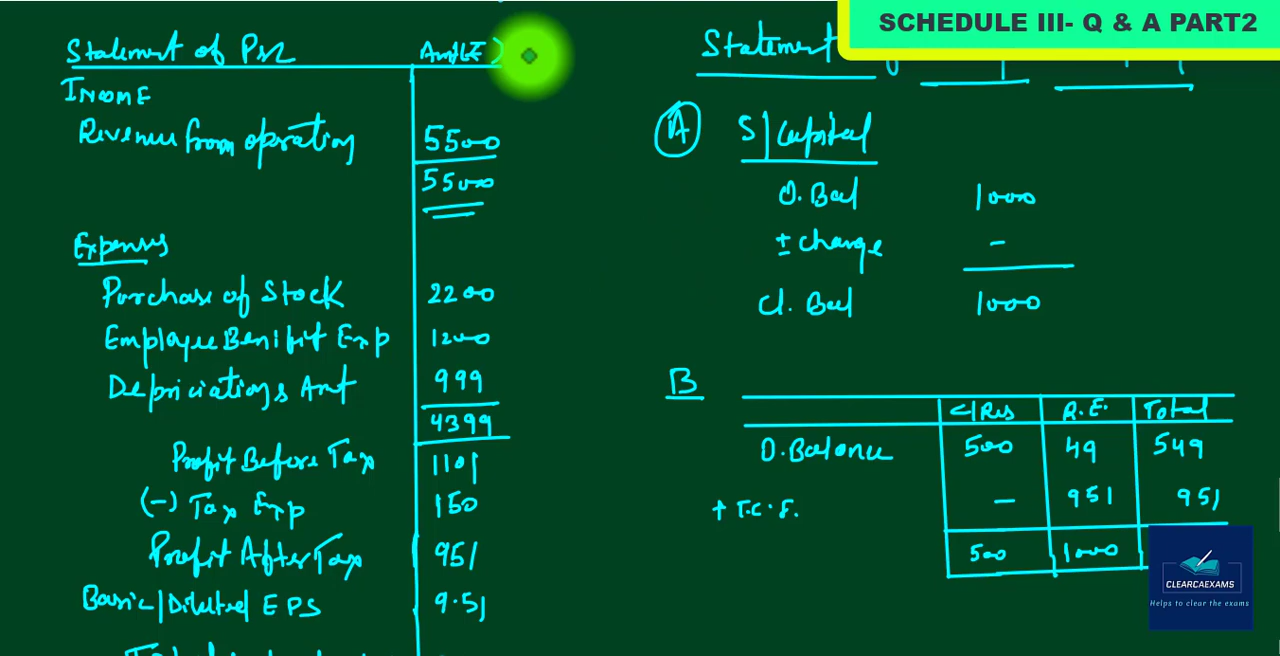 SCHEDULE III- Q & A PART2
Statement of P&L
Amt(₹)
INCOME
Revenue from operating 5500
5500
Expenses
Purchase of Stock 2200
Employee Benifit Exp 1200
Depriciation & Amt 999
4399
Profit Before Tax 1101
(-) Tax Exp 150
Profit After Tax 951
Basic/Diluted EPS 9.51
Statement
A S/Capital
O. Bal 1000
± change -
Cl. Bal 1000
B
C/Res R.E. Total
O. Balance 500 49 549
+ T.C.I. - 951 951
500 1000
CLEARCAEXAMS
Helps to clear the exams